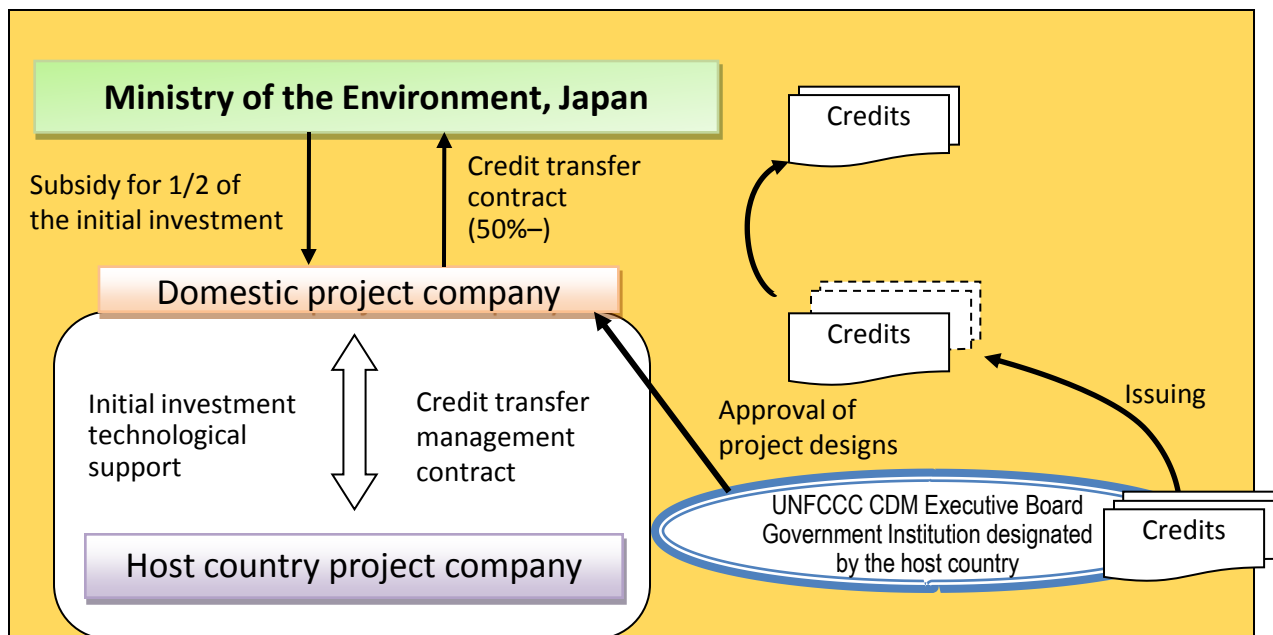 Ministry of the Environment, Japan
Credits
Subsidy for 1/2 of
the initial investment
Credit transfer
contract
(50%–)
Domestic project company
Credits
Initial investment
technological
support
Credit transfer
management
contract
Approval of
project designs
Issuing
Host country project company
UNFCCC CDM Executive Board
Government Institution designated
by the host country
Credits